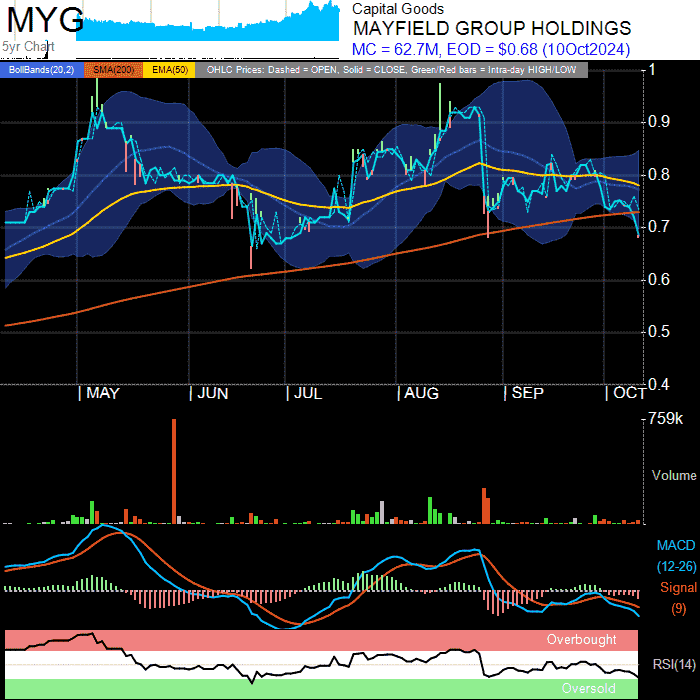 MYG
5yr Chart
Capital Goods
MAYFIELD GROUP HOLDINGS
MC = 62.7M, EOD = $0.68 (10Oct2024)
BollBands(20,2) SMA(200) EMA(50) OHLC Prices: Dashed = OPEN, Solid = CLOSE, Green/Red bars = Intra-day HIGH/LOW
1
0.9
0.8
0.7
0.6
0.5
0.4
| MAY | JUN | JUL | AUG | SEP | OCT
759k
Volume
MACD
(12-26)
Signal
(9)
Overbought
RSI(14)
Oversold